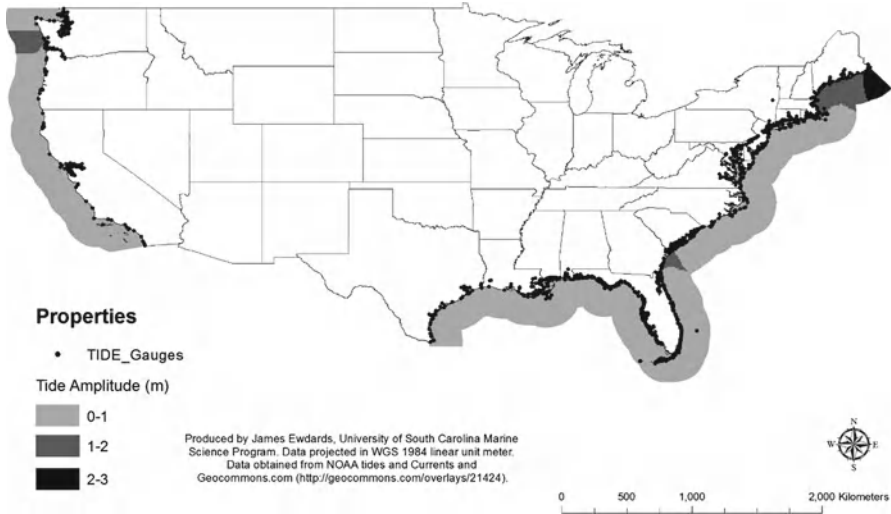 Properties
TIDE_Gauges
Tide Amplitude (m)
0-1
1-2
2-3
Produced by James Ewdards, University of South Carolina Marine
Science Program. Data projected in WGS 1984 linear unit meter.
Data obtained from NOAA tides and Currents and
Geocommons.com (http://geocommons.com/overlays/21424).
N
W E
S
0 500 1,000 2,000 Kilometers